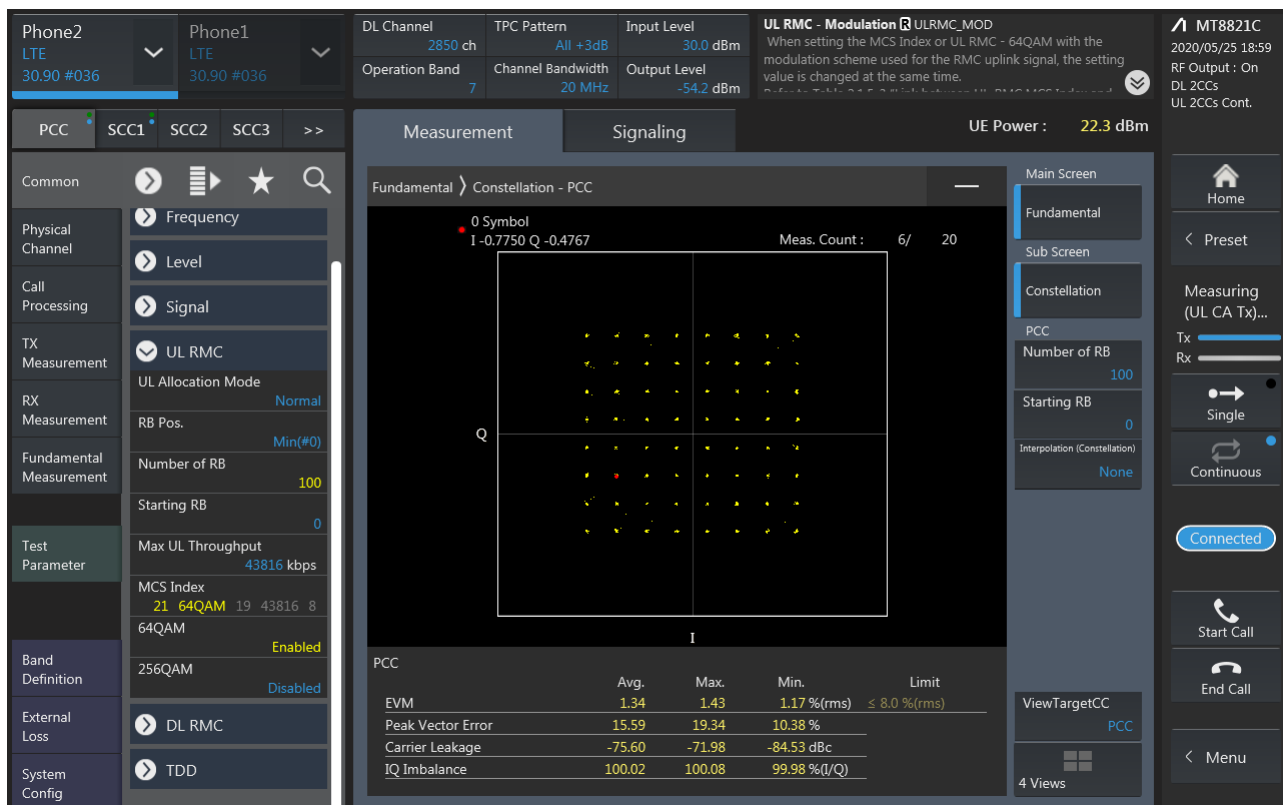 Phone2
LTE
30.90 #036
Phone1
LTE
30.90 #036
DL Channel
2850 ch
Operation Band
7
TPC Pattern
All +3dB
Channel Bandwidth
20 MHz
Input Level
30.0 dBm
Output Level
-54.2 dBm
UL RMC - Modulation R ULRMC_MOD
When setting the MCS Index or UL RMC - 64QAM with the
modulation scheme used for the RMC uplink signal, the setting
value is changed at the same time.
MT8821C
2020/05/25 18:59
RF Output : On
DL 2CCs
UL 2CCs Cont.
PCC SCC1 SCC2 SCC3 >>
Measurement
Signaling
UE Power : 22.3 dBm
Common
Physical
Channel
Call
Processing
TX
Measurement
RX
Measurement
Fundamental
Measurement
Test
Parameter
Band
Definition
External
Loss
System
Config
Frequency
Level
Signal
UL RMC
UL Allocation Mode
Normal
RB Pos.
Min(#0)
Number of RB
100
Starting RB
0
Max UL Throughput
43816 kbps
MCS Index
21 64QAM 19 43816 8
64QAM
Enabled
256QAM
Disabled
DL RMC
TDD
Fundamental Constellation - PCC
0 Symbol
I -0.7750 Q -0.4767
Meas. Count : 6/ 20
Q
I
PCC
Avg. Max. Min. Limit
EVM 1.34 1.43 1.17 %(rms) ≤ 8.0 %(rms)
Peak Vector Error 15.59 19.34 10.38 %
Carrier Leakage -75.60 -71.98 -84.53 dBc
IQ Imbalance 100.02 100.08 99.98 %(I/Q)
Main Screen
Fundamental
Sub Screen
Constellation
PCC
Number of RB
100
Starting RB
0
Interpolation (Constellation)
None
ViewTargetCC
PCC
4 Views
Home
< Preset
Measuring
(UL CA Tx)...
Tx
Rx
Single
Continuous
Connected
Start Call
End Call
< Menu